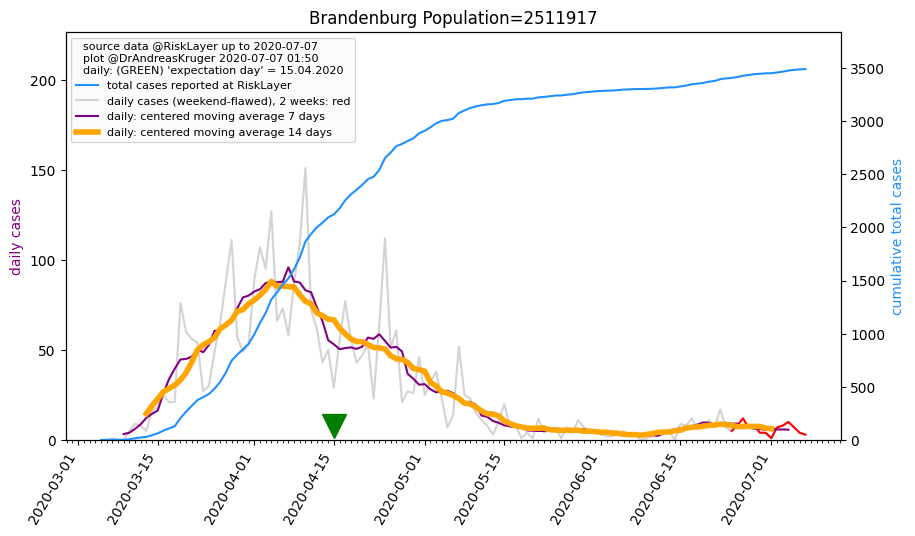 Brandenburg Population=2511917
source data @RiskLayer up to 2020-07-07
plot @DrAndreasKruger 2020-07-07 01:50
daily: (GREEN) 'expectation day' = 15.04.2020
total cases reported at RiskLayer
daily cases (weekend-flawed), 2 weeks: red
daily: centered moving average 7 days
daily: centered moving average 14 days
daily cases
200
150
100
50
0
cumulative total cases
3500
3000
2500
2000
1500
1000
500
0
2020-03-01
2020-03-15
2020-04-01
2020-04-15
2020-05-01
2020-05-15
2020-06-01
2020-06-15
2020-07-01